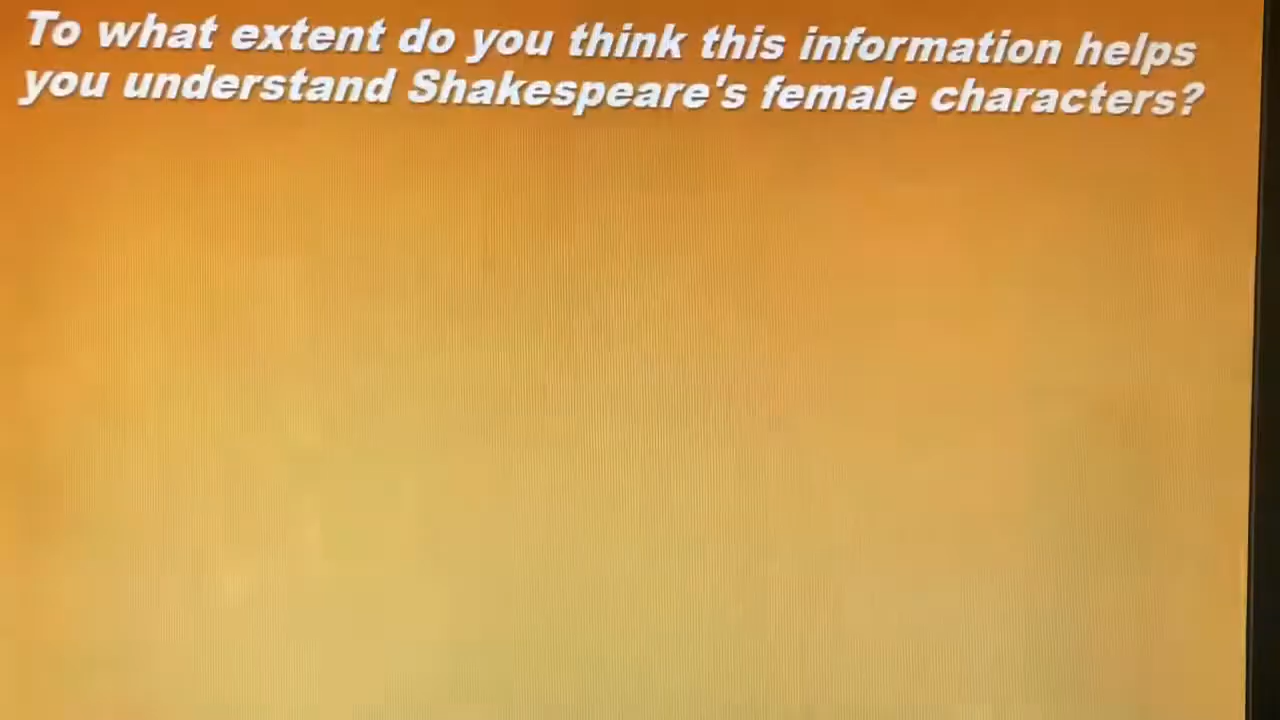 To what extent do you think this information helps
you understand Shakespeare's female characters?